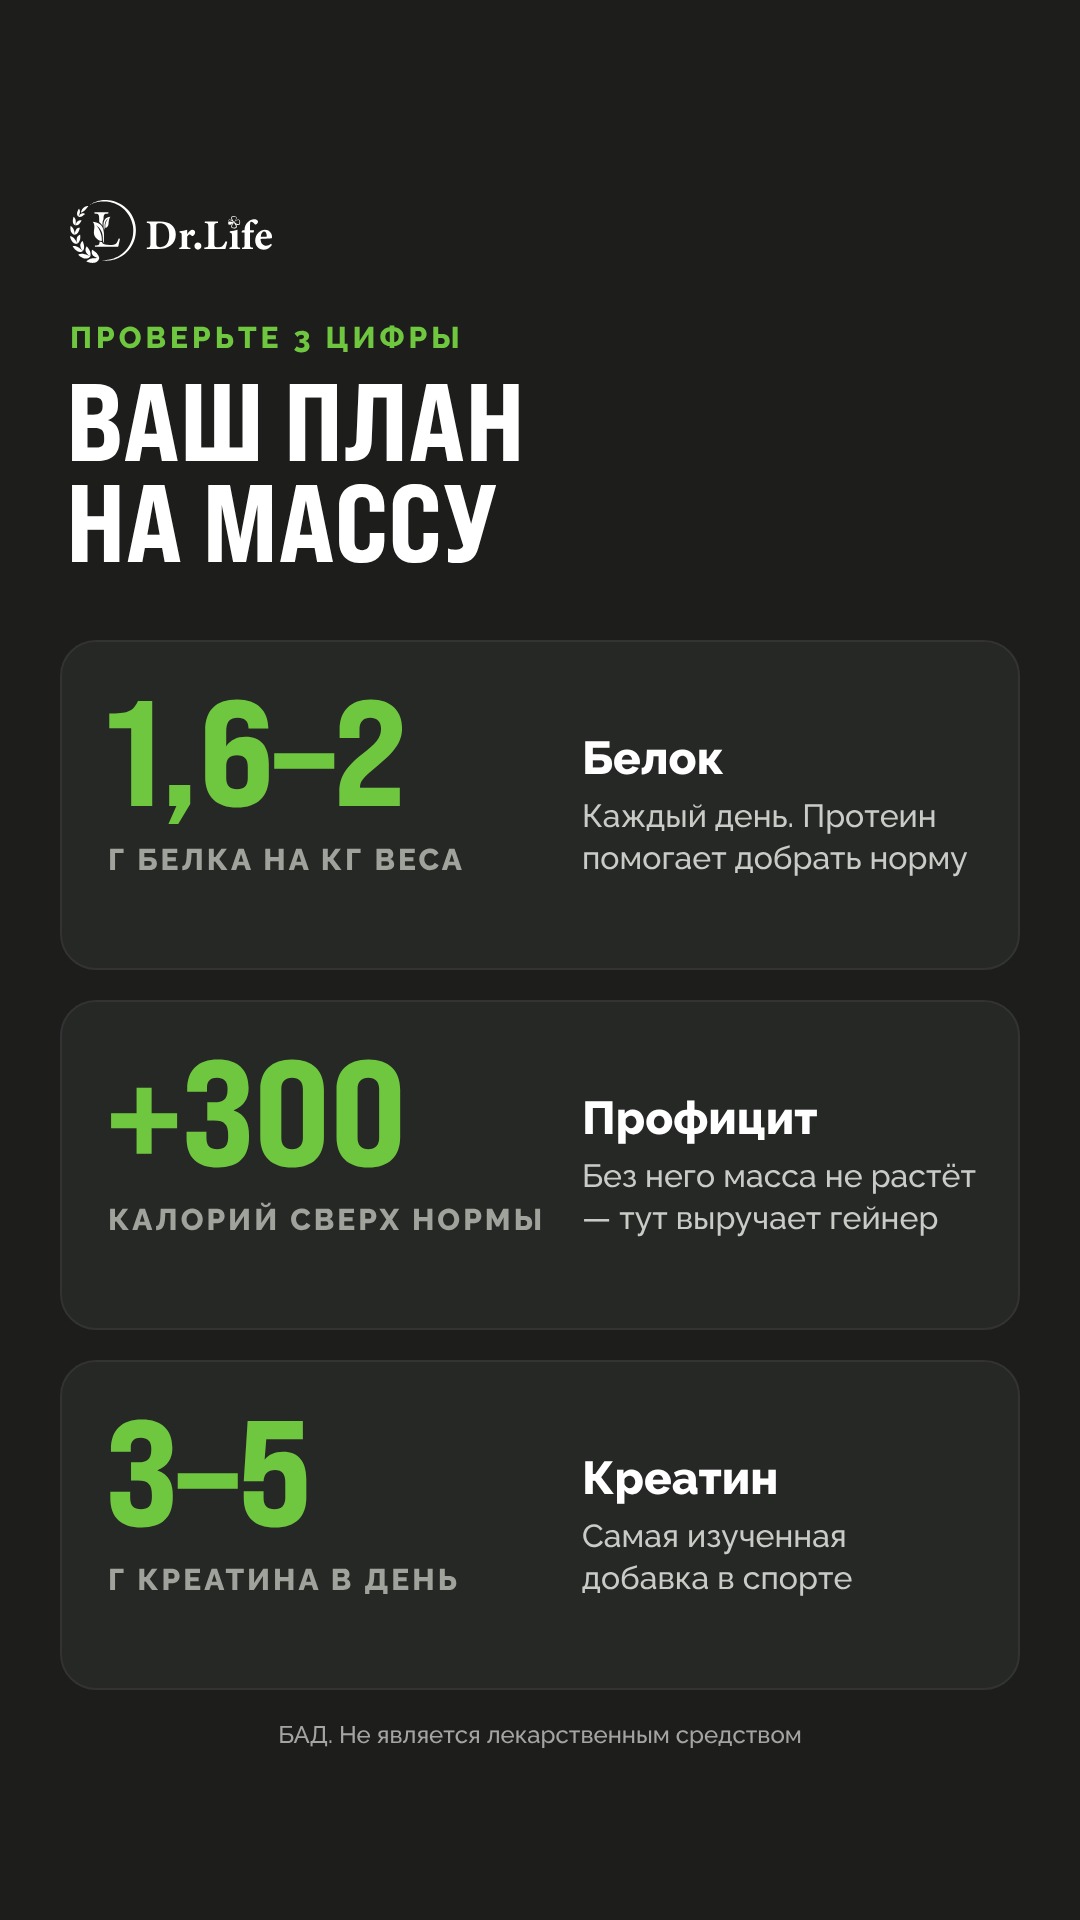 Dr.Life
ПРОВЕРЬТЕ 3 ЦИФРЫ
ВАШ ПЛАН
НА МАССУ
1,6–2
Г БЕЛКА НА КГ ВЕСА
Белок
Каждый день. Протеин
помогает добрать норму
+300
КАЛОРИЙ СВЕРХ НОРМЫ
Профицит
Без него масса не растёт
— тут выручает гейнер
3–5
Г КРЕАТИНА В ДЕНЬ
Креатин
Самая изученная
добавка в спорте
БАД. Не является лекарственным средством